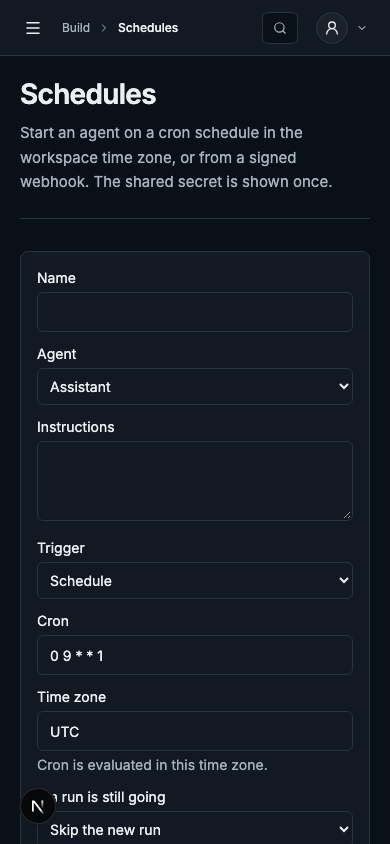 Build > Schedules
Schedules
Start an agent on a cron schedule in the
workspace time zone, or from a signed
webhook. The shared secret is shown once.
Name
Agent
Assistant
Instructions
Trigger
Schedule
Cron
0 9 * * 1
Time zone
UTC
Cron is evaluated in this time zone.
run is still going
N
Skip the new run